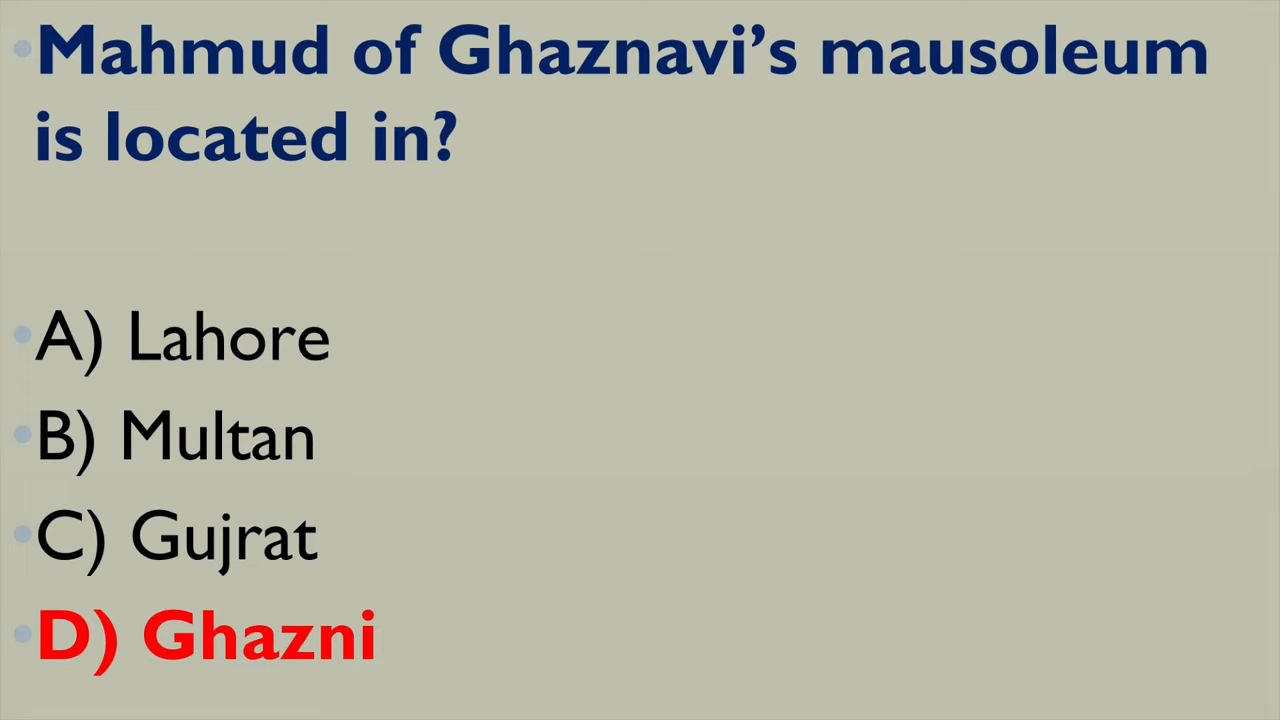 •Mahmud of Ghaznavi’s mausoleum
is located in?
•A) Lahore
•B) Multan
•C) Gujrat
•D) Ghazni